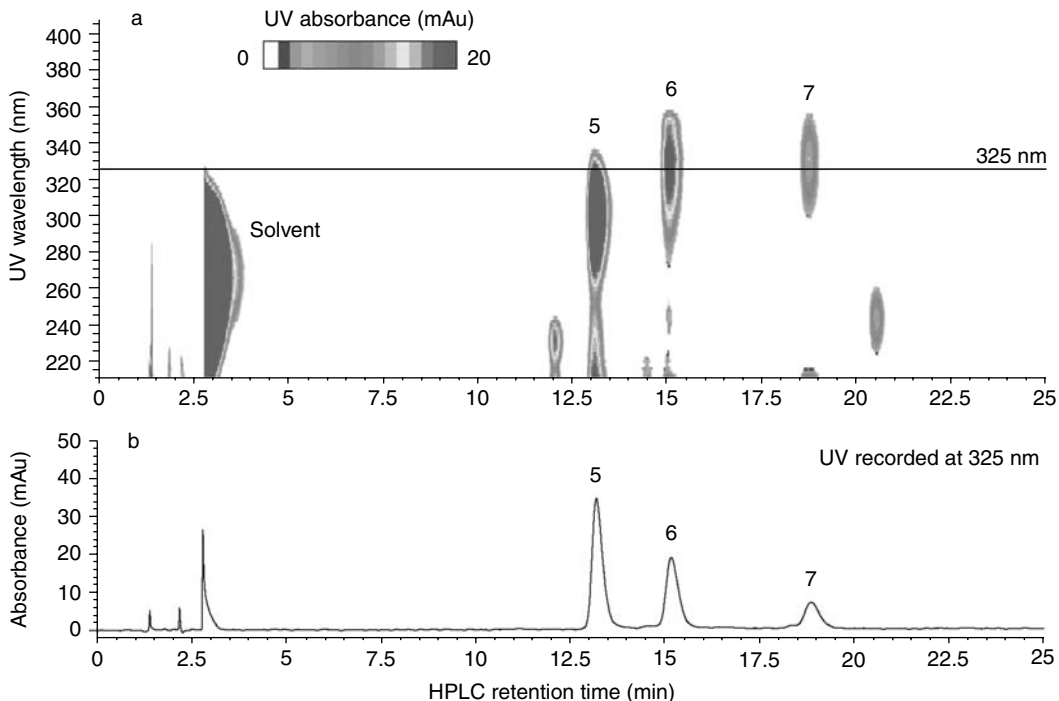 a
UV absorbance (mAu)
0 20
400
380
360
340
320
300
280
260
240
220
UV wavelength (nm)
5
6
7
325 nm
Solvent
0 2.5 5 7.5 10 12.5 15 17.5 20 22.5 25
b
UV recorded at 325 nm
50
40
30
20
10
0
Absorbance (mAu)
5
6
7
0 2.5 5 7.5 10 12.5 15 17.5 20 22.5 25
HPLC retention time (min)